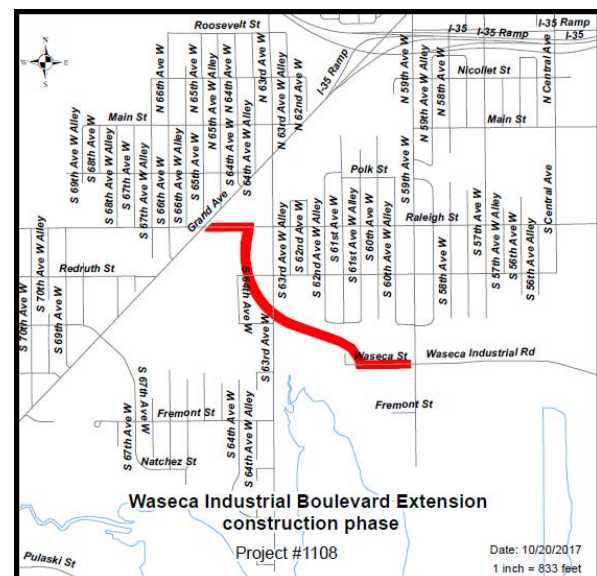 Roosevelt St
I-35 Ramp
I-35 Ramp
I-35
I-35
N
W
E
S
N 66th Ave W
N 65th Ave W
N 65th Ave W Alley
N 64th Ave W
N 63rd Ave W
N 63rd Ave W Alley
N 62nd Ave W
I-35 Ramp
N 59th Ave W
N 59th Ave W Alley
N 58th Ave W
Nicollet St
N Central Ave
Main St
Main St
S 69th Ave W Alley
S 68th Ave W
S 68th Ave W Alley
S 67th Ave W
S 67th Ave W Alley
S 66th Ave W
S 66th Ave W Alley
S 65th Ave W
S 64th Ave W
S 64th Ave W Alley
Polk St
S 59th Ave W
Grand Ave
Raleigh St
S Central Ave
S 63rd Ave W Alley
S 62nd Ave W
S 62nd Ave W Alley
S 61st Ave W
S 61st Ave W Alley
S 60th Ave W
S 60th Ave W Alley
S 58th Ave W
S 57th Ave W
S 57th Ave W Alley
S 56th Ave W
S 56th Ave W Alley
S 70th Ave W Alley
Redruth St
S 70th Ave W
S 69th Ave W
S 64th Ave W
S 63rd Ave W
Waseca St
Waseca Industrial Rd
S 67th Ave W
S 67th Ave W
Fremont St
Fremont St
S 64th Ave W
S 64th Ave W Alley
Natchez St
Waseca Industrial Boulevard Extension
construction phase
Project #1108
Pulaski St
Date: 10/20/2017
1 inch = 833 feet